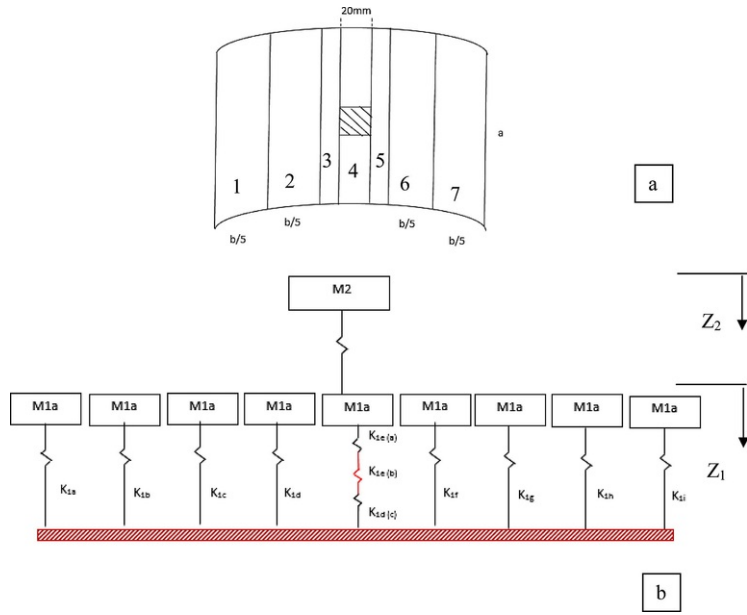 20mm
a
1 2 3 4 5 6 7
b/5 b/5 b/5 b/5
a
M2
Z2
M1a M1a M1a M1a M1a M1a M1a M1a M1a
K1e (a)
K1e (b)
Z1
K1a K1b K1c K1d K1d (c) K1f K1g K1h K1i
b